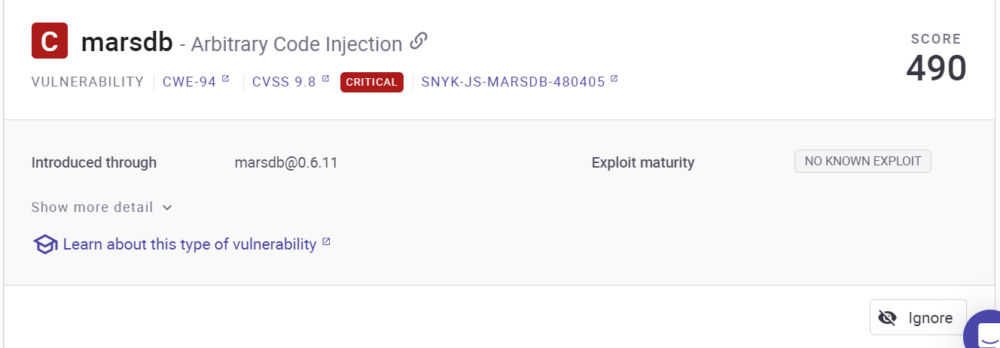 C marsdb - Arbitrary Code Injection
SCORE
490
VULNERABILITY CWE-94 CVSS 9.8 CRITICAL SNYK-JS-MARSDB-480405
Introduced through marsdb@0.6.11 Exploit maturity NO KNOWN EXPLOIT
Show more detail
Learn about this type of vulnerability
Ignore